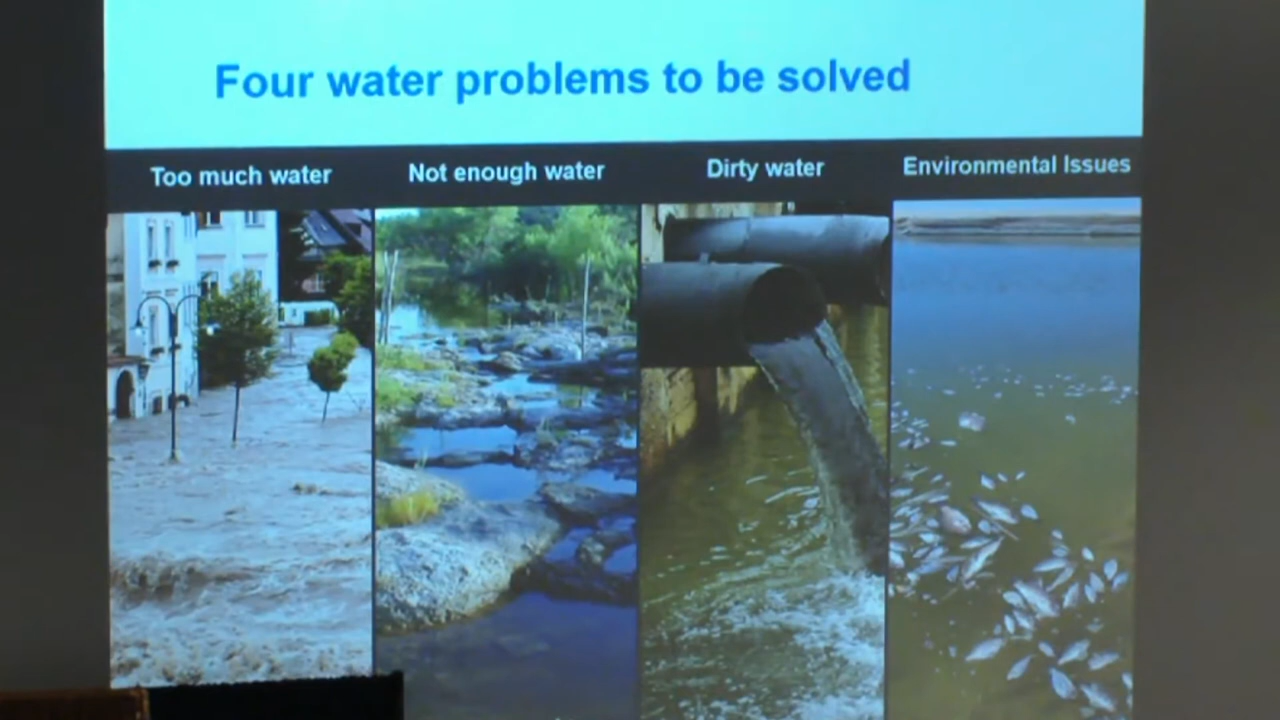 Four water problems to be solved
Too much water
Not enough water
Dirty water
Environmental Issues